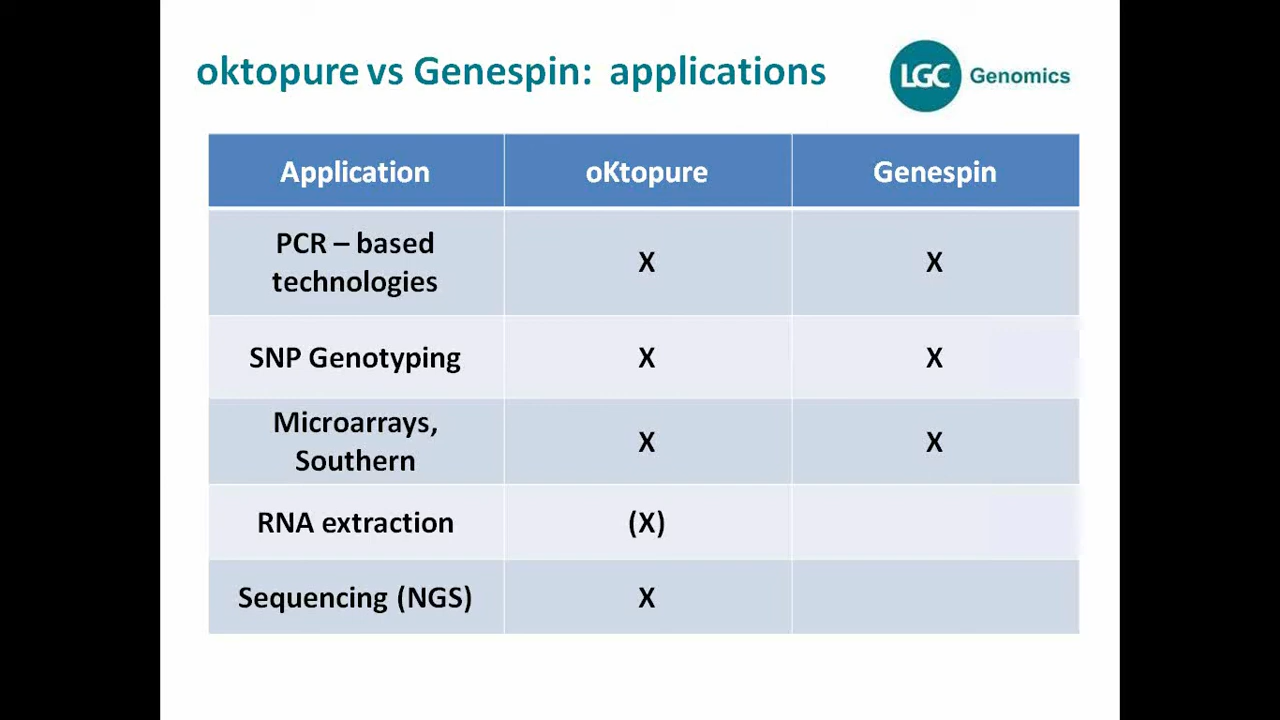 oktopure vs Genespin: applications
LGC Genomics
Application oKtopure Genespin
PCR – based
technologies
X X
SNP Genotyping X X
Microarrays,
Southern
X X
RNA extraction (X)
Sequencing (NGS) X